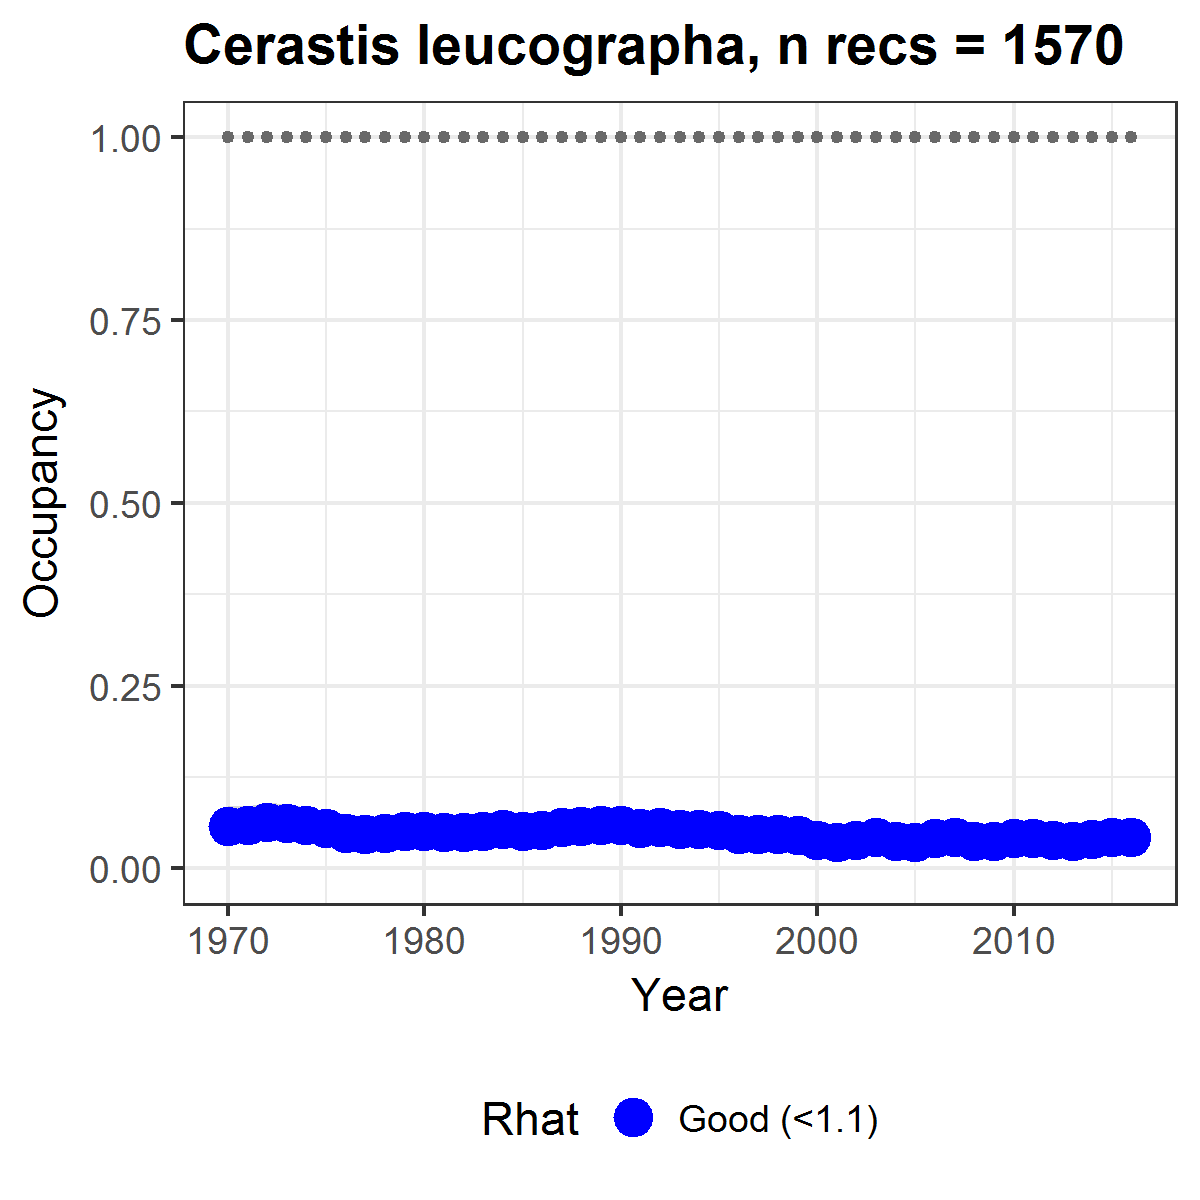 Cerastis leucographa, n recs = 1570
1.00
0.75
0.50
0.25
0.00
Occupancy
1970 1980 1990 2000 2010
Year
Rhat Good (<1.1)